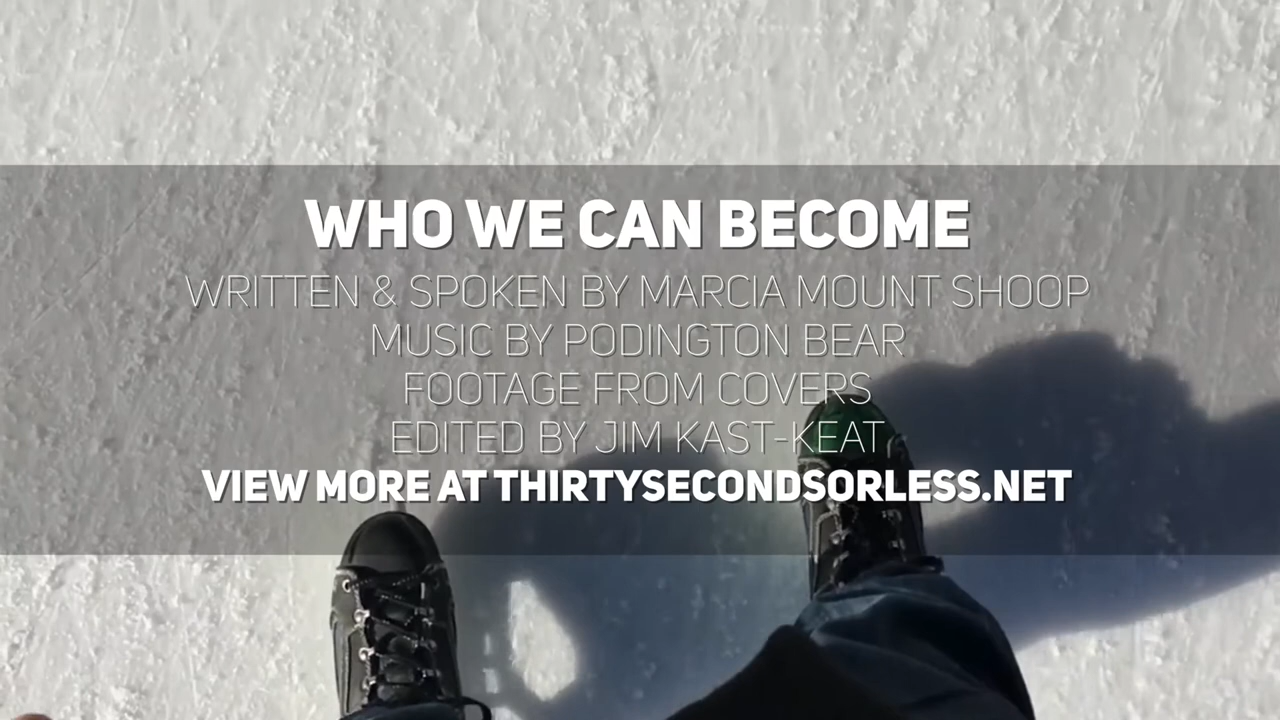 WHO WE CAN BECOME
WRITTEN & SPOKEN BY MARCIA MOUNT SHOOP
MUSIC BY PODINGTON BEAR
FOOTAGE FROM COVERS
EDITED BY JIM KAST-KEAT
VIEW MORE AT THIRTYSECONDSORLESS.NET